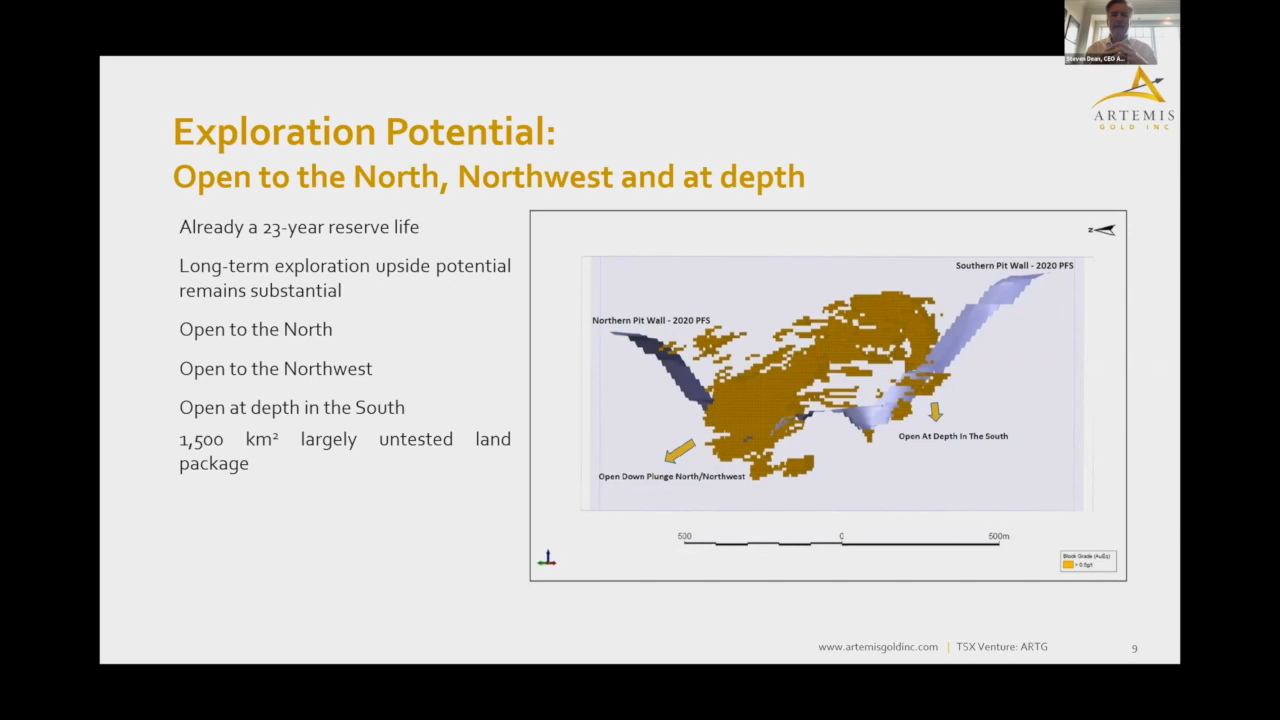 Steven Dean, CEO A...
ARTEMIS
GOLD INC
Exploration Potential:
Open to the North, Northwest and at depth
Already a 23-year reserve life
Long-term exploration upside potential
remains substantial
Open to the North
Open to the Northwest
Open at depth in the South
1,500 km² largely untested land
package
Z
Southern Pit Wall - 2020 PFS
Northern Pit Wall - 2020 PFS
Open At Depth In The South
Open Down Plunge North/Northwest
500 0 500m
Block Grade (AuEq)
> 0.5g/t
www.artemisgoldinc.com | TSX Venture: ARTG 9